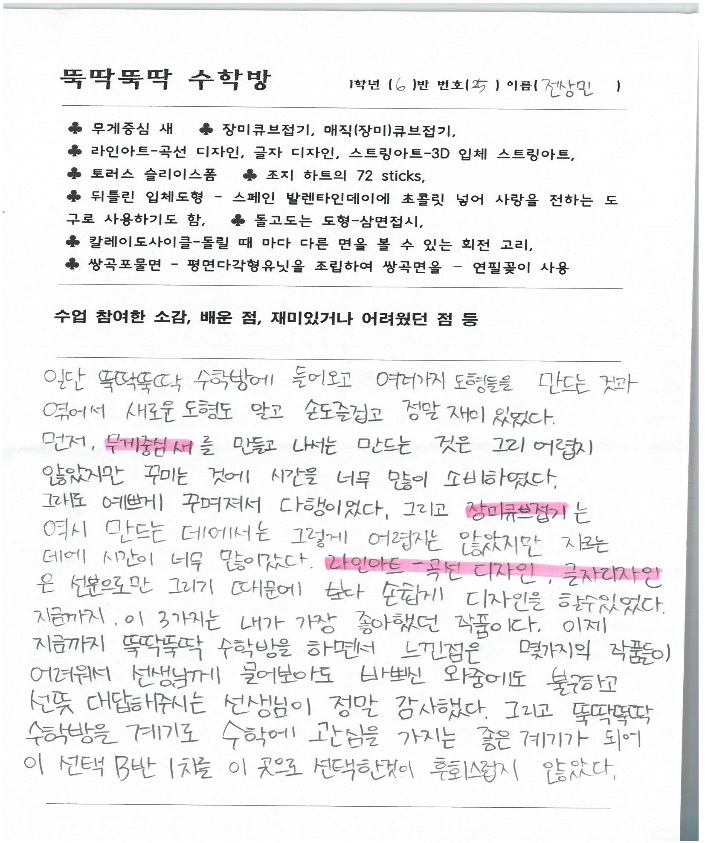 뚝딱뚝딱 수학방
1학년 (6)반 번호(25) 이름(전상민)
♣ 무게중심 새 ♣ 장미큐브접기, 매직(장미)큐브접기,
♣ 라인아트-곡선 디자인, 글자 디자인, 스트링아트-3D 입체 스트링아트,
♣ 토러스 슬라이스폼 ♣ 조지 하트의 72 sticks,
♣ 뒤틀린 입체도형 - 스페인 발렌타인데이에 초콜릿 넣어 사랑을 전하는 도
구로 사용하기도 함, ♣ 돌고도는 도형-삼면접시,
♣ 칼레이도사이클-돌릴 때 마다 다른 면을 볼 수 있는 회전 고리,
♣ 쌍곡포물면 - 평면다각형유닛을 조립하여 쌍곡면을 - 연필꽂이 사용
수업 참여한 소감, 배운 점, 재미있거나 어려웠던 점 등
일단 뚝딱뚝딱 수학방에 들어오고 여러가지 도형들을 만드는 것과
엮어서 새로운 도형도 알고 손도즐겁고 정말 재미 있었다.
먼저, 무게중심 새를 만들고 나서는 만드는 것은 그리 어렵지
않았지만 꾸미는 것에 시간을 너무 많이 소비하였다.
그래도 예쁘게 꾸며져서 다행이었다. 그리고 장미큐브접기는
역시 만드는 데에서는 그렇게 어렵지는 않았지만 자르는
데에 시간이 너무 많이갔다. 라인아트-곡선 디자인, 글자디자인
은 선분으로만 그리기 때문에 보다 손쉽게 디자인을 할수있었다.
지금까지, 이 3가지는 내가 가장 좋아했던 작품이다. 이제
지금까지 뚝딱뚝딱 수학방을 하면서 느낀점은 몇가지의 작품들이
어려워서 선생님께 물어보아도 바쁘신 와중에도 불구하고
선뜻 대답해주시는 선생님이 정말 감사했다. 그리고 뚝딱뚝딱
수학방을 계기로 수학에 관심을 가지는 좋은 계기가 되어
이 선택 B반 1차를 이 곳으로 선택한것이 후회스럽지 않았다.